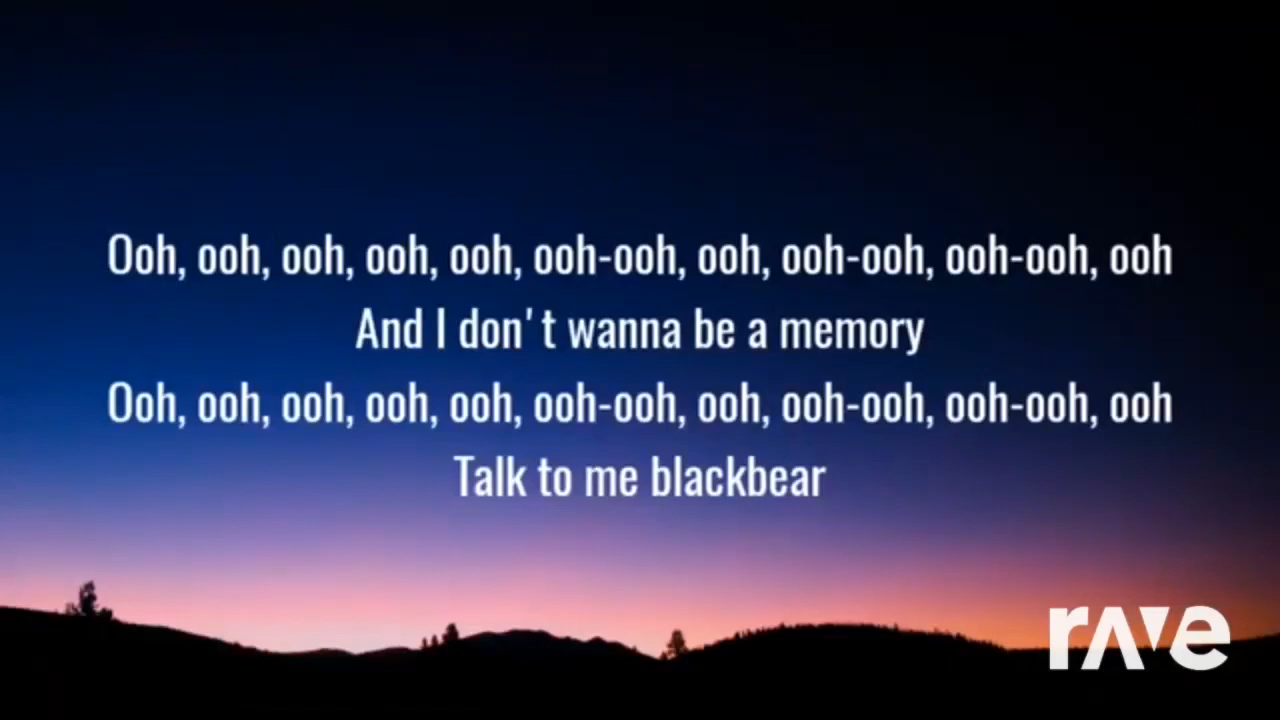 Ooh, ooh, ooh, ooh, ooh, ooh-ooh, ooh, ooh-ooh, ooh-ooh, ooh
And I don't wanna be a memory
Ooh, ooh, ooh, ooh, ooh, ooh-ooh, ooh, ooh-ooh, ooh-ooh, ooh
Talk to me blackbear
rave